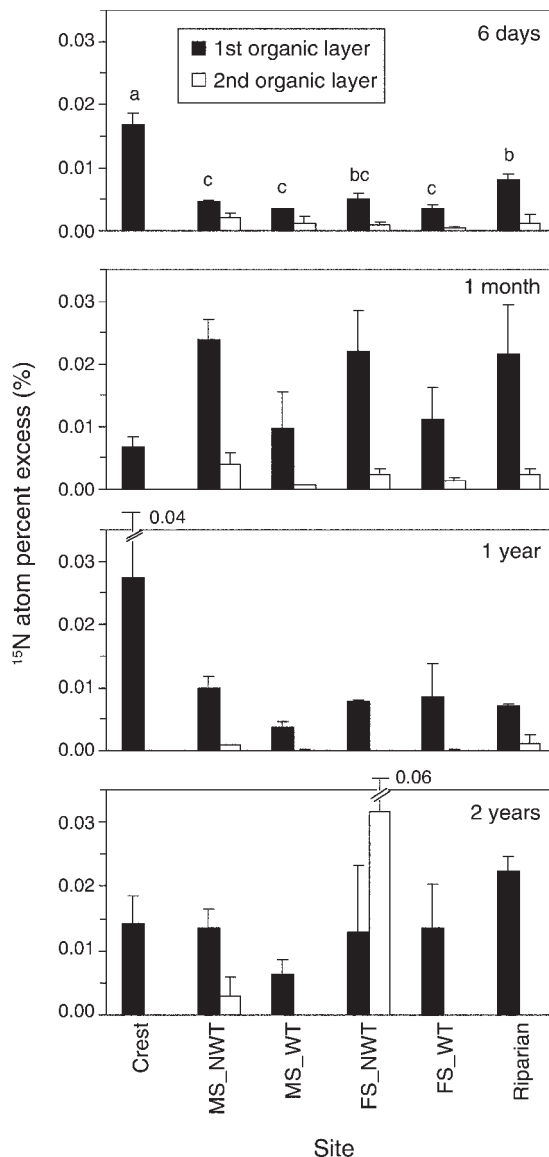 0.03
0.02
0.01
0.00
1st organic layer
2nd organic layer
6 days
a
c
c
bc
c
b
0.03
0.02
0.01
0.00
1 month
0.04
0.03
0.02
0.01
0.00
1 year
0.06
0.03
0.02
0.01
0.00
2 years
15N atom percent excess (%)
Crest
MS_NWT
MS_WT
FS_NWT
FS_WT
Riparian
Site